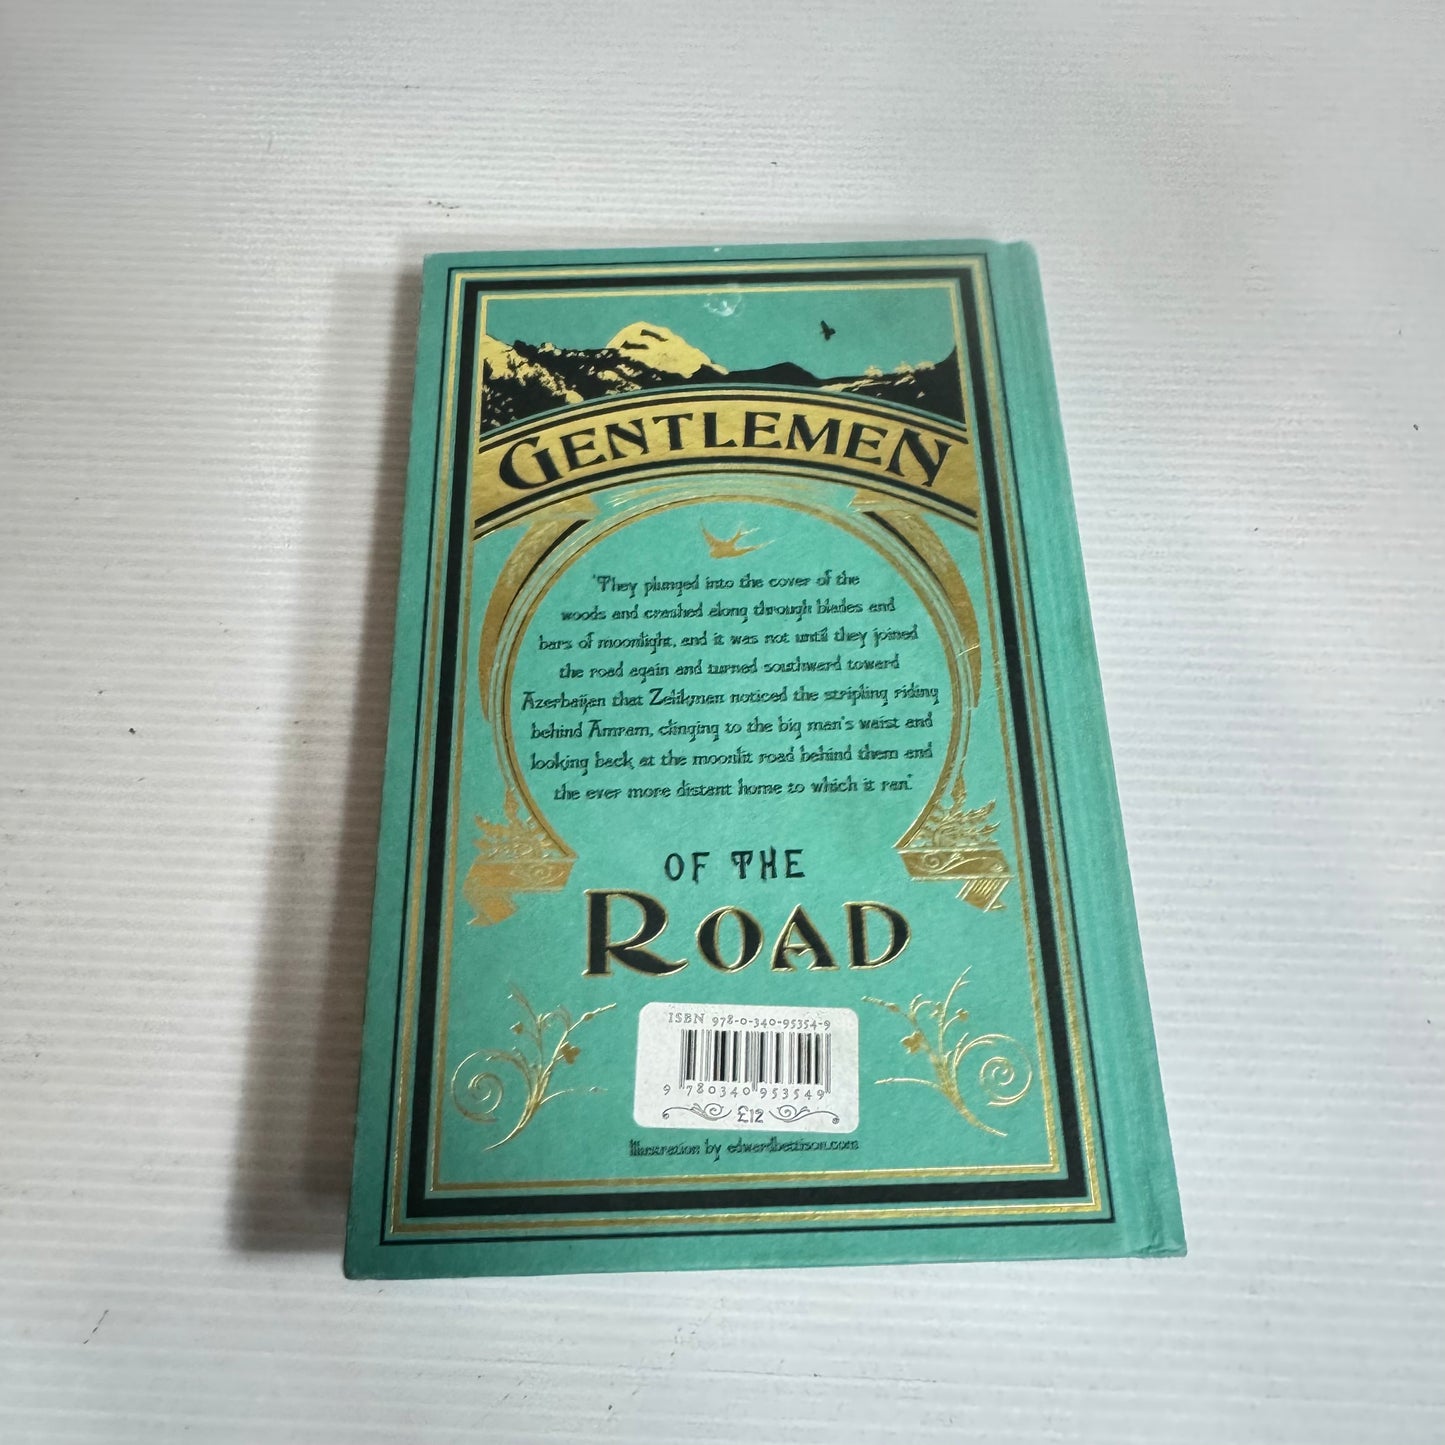 GENTLEMEN
'They plunged into the cover of the
woods and crashed along through blades and
bars of moonlight, and it was not until they joined
the road again and turned southward toward
Azerbaijan that Zelikman noticed the stripling riding
behind Amram, clinging to the big man's waist and
looking back at the moonlit road behind them and
the ever more distant home to which it ran.'
OF THE
ROAD
ISBN 978-0-340-95354-9
9 780340 953549
£12
Illustration by edwardbettison.com